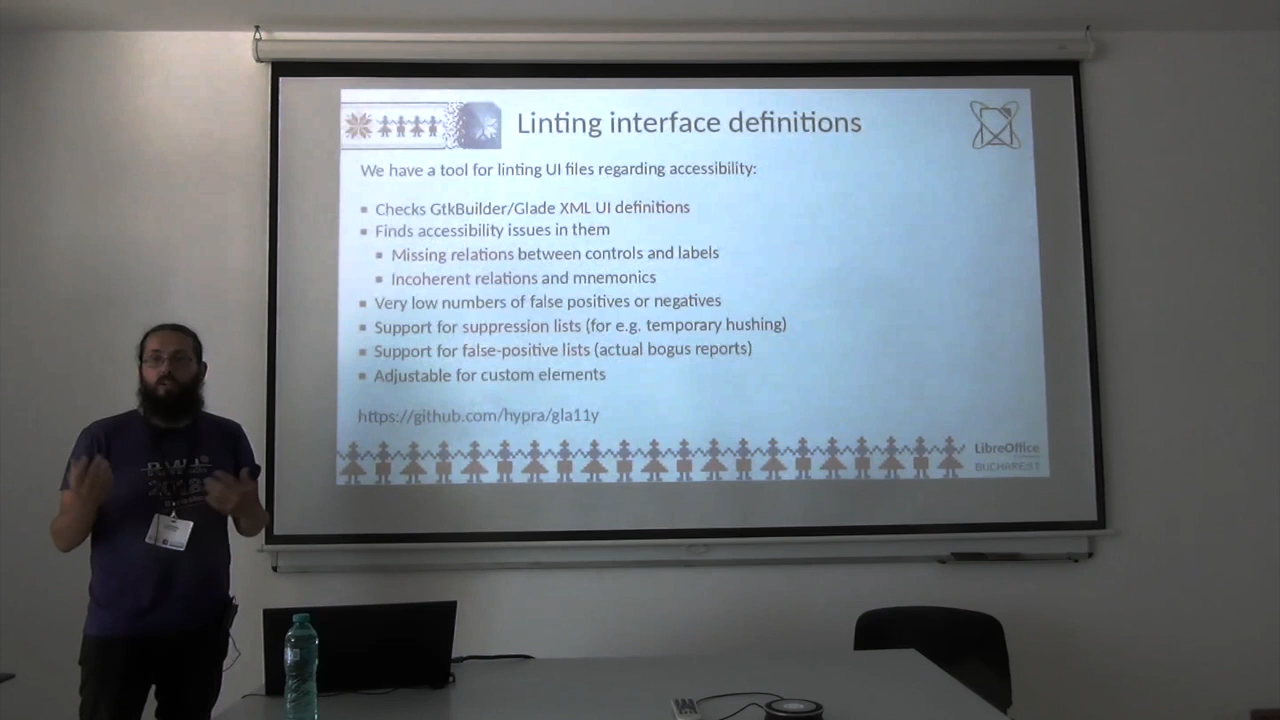 Linting interface definitions
We have a tool for linting UI files regarding accessibility:
Checks GtkBuilder/Glade XML UI definitions
Finds accessibility issues in them
Missing relations between controls and labels
Incoherent relations and mnemonics
Very low numbers of false positives or negatives
Support for suppression lists (for e.g. temporary hushing)
Support for false-positive lists (actual bogus reports)
Adjustable for custom elements
https://github.com/hypra/gla11y
LibreOffice
BUCHAREST